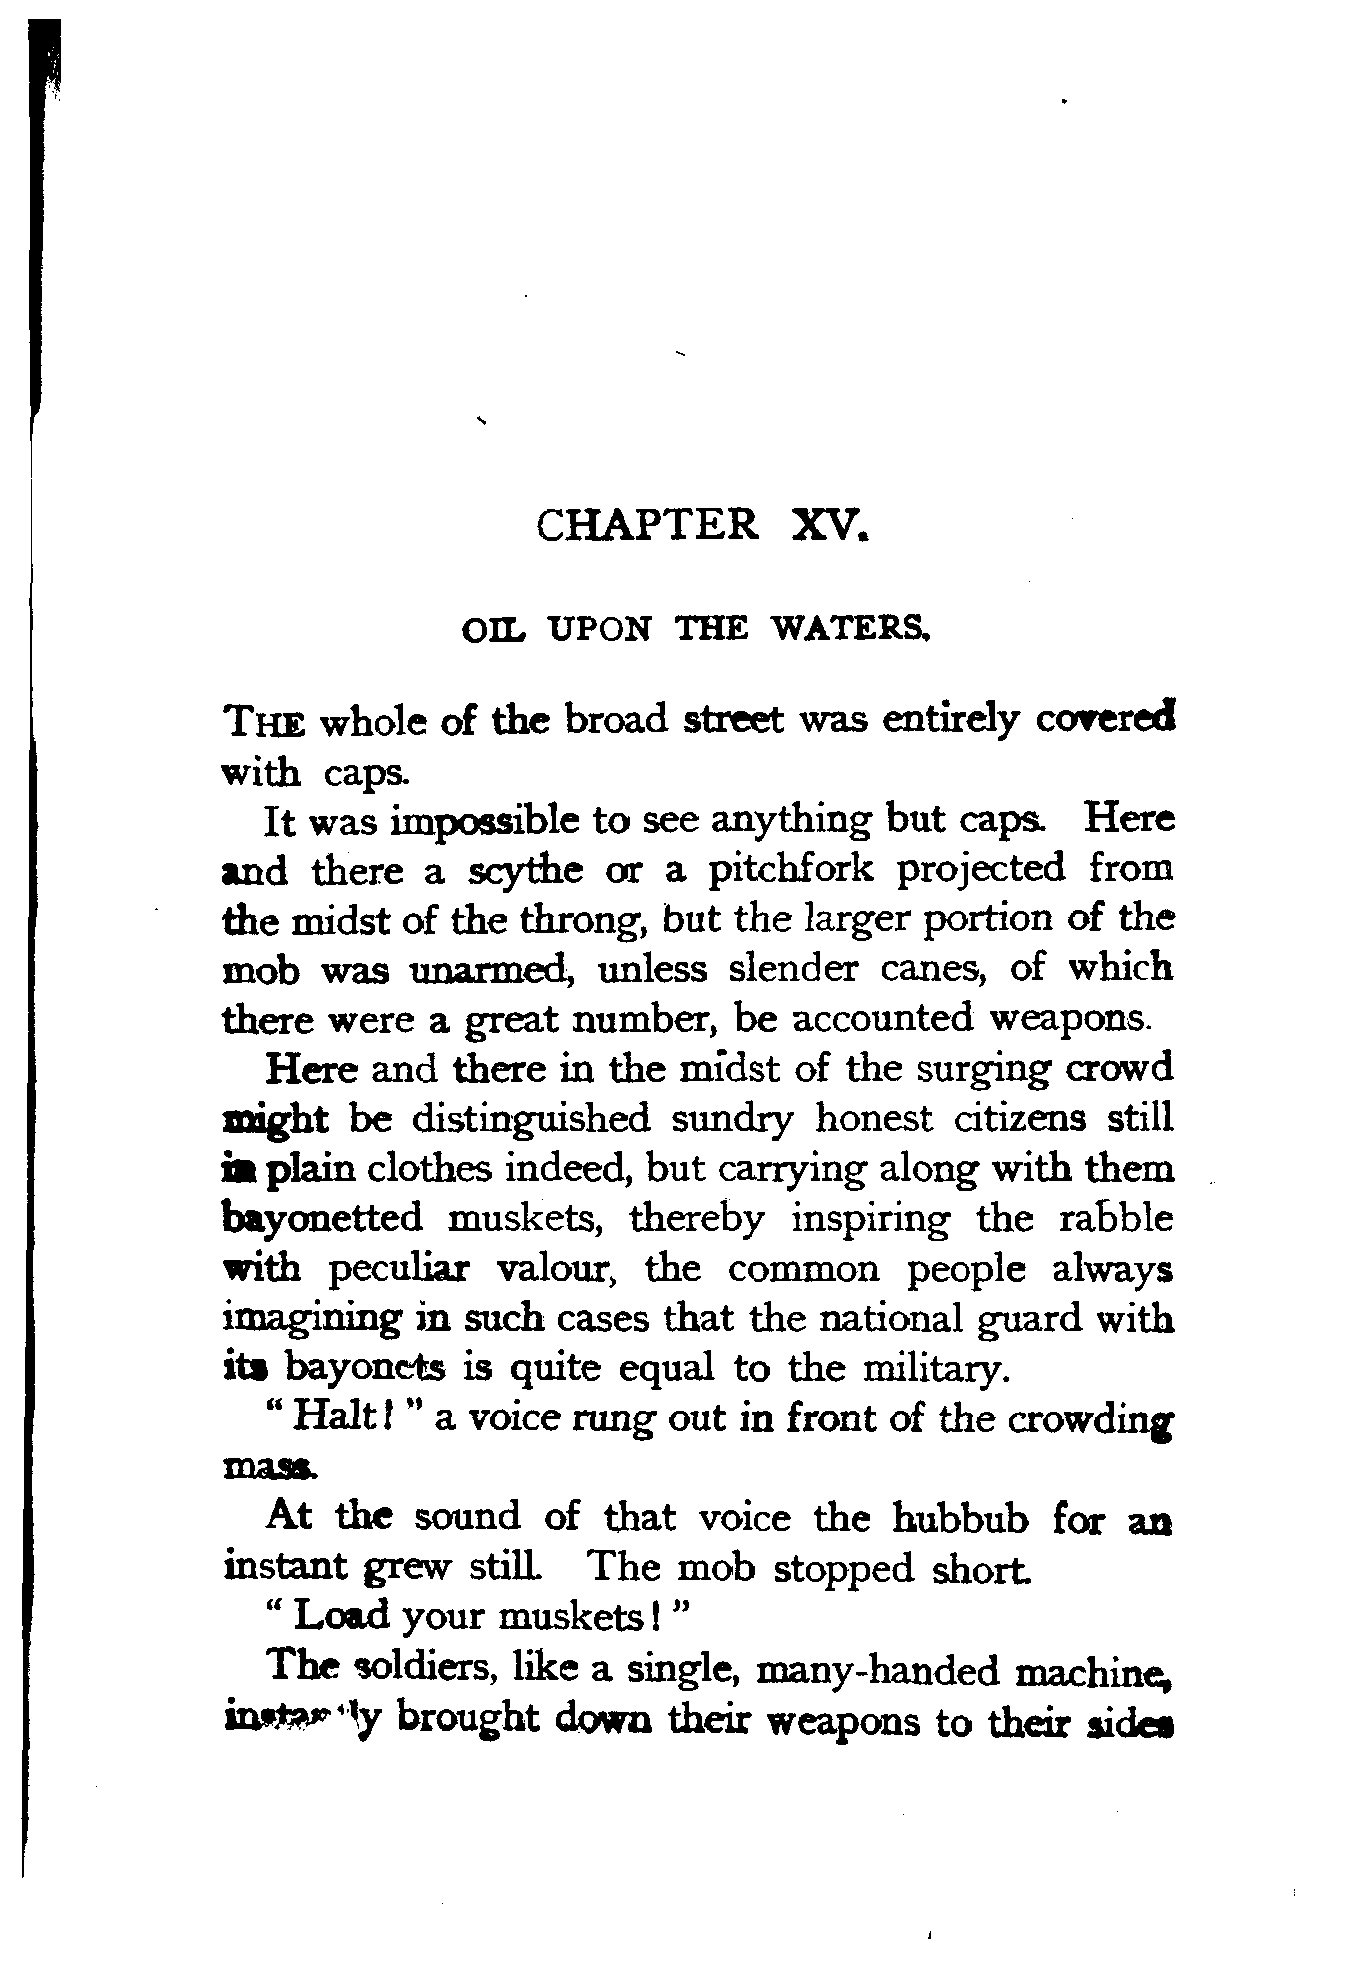 CHAPTER XV.
OIL UPON THE WATERS.
THE whole of the broad street was entirely covered
with caps.
It was impossible to see anything but caps. Here
and there a scythe or a pitchfork projected from
the midst of the throng, but the larger portion of the
mob was unarmed, unless slender canes, of which
there were a great number, be accounted weapons.
Here and there in the midst of the surging crowd
might be distinguished sundry honest citizens still
in plain clothes indeed, but carrying along with them
bayonetted muskets, thereby inspiring the rabble
with peculiar valour, the common people always
imagining in such cases that the national guard with
its bayonets is quite equal to the military.
“ Halt! ” a voice rung out in front of the crowding
mass.
At the sound of that voice the hubbub for an
instant grew still. The mob stopped short.
“ Load your muskets! ”
The soldiers, like a single, many-handed machine,
instantly brought down their weapons to their sides